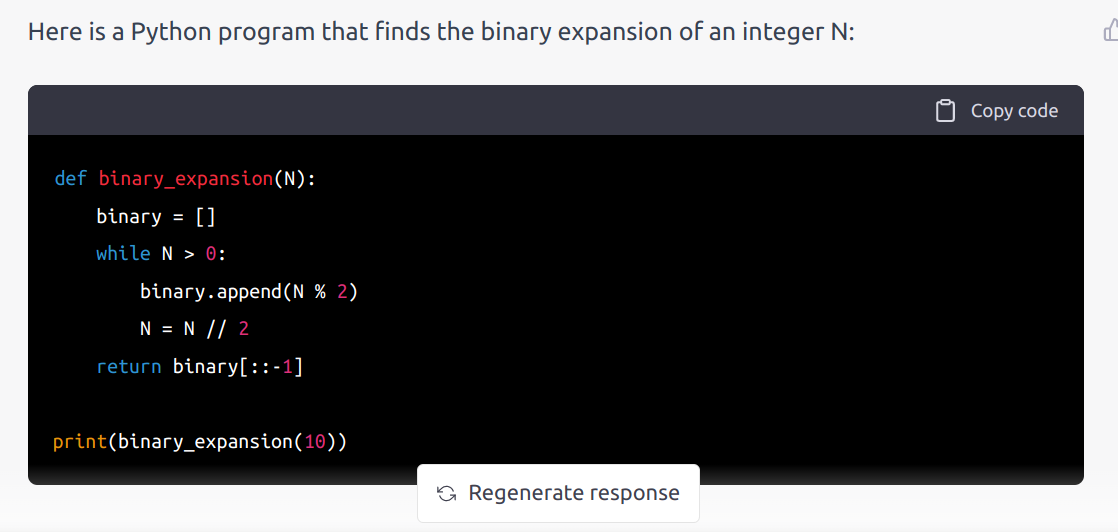 Here is a Python program that finds the binary expansion of an integer N:
Copy code
def binary_expansion(N):
    binary = []
    while N > 0:
        binary.append(N % 2)
        N = N // 2
    return binary[::-1]
print(binary_expansion(10))
Regenerate response